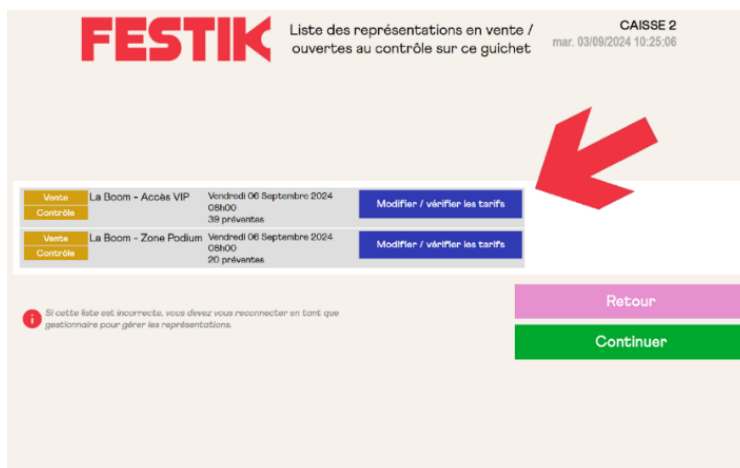 FESTIK
Liste des représentations en vente /
ouvertes au contrôle sur ce guichet
CAISSE 2
mar. 03/09/2024 10:25:06
Vente
Contrôle
La Boom - Accès VIP
Vendredi 06 Septembre 2024
08h00
39 préventes
Modifier / vérifier les tarifs
Vente
Contrôle
La Boom - Zone Podium
Vendredi 06 Septembre 2024
08h00
20 préventes
Modifier / vérifier les tarifs
i
Si cette liste est incorrecte, vous devez vous reconnecter en tant que
gestionnaire pour gérer les représentations.
Retour
Continuer